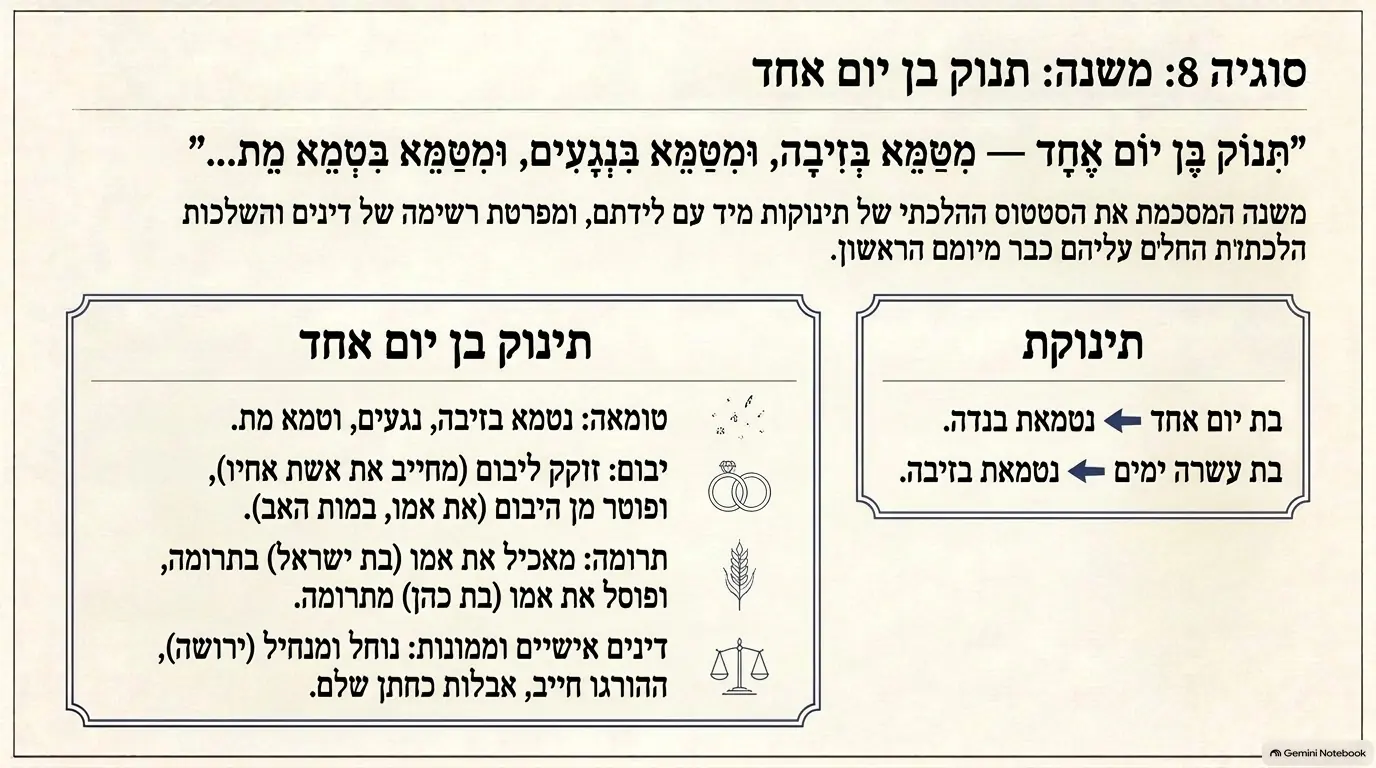 סוגיה 8: משנה: תנוק בן יום אחד
"תִּנוֹק בֶּן יוֹם אֶחָד — מִטַּמֵּא בְּזִיבָה, וּמִטַּמֵּא בִּנְגָעִים, וּמִטַּמֵּא בִּטְמֵא מֵת..."
משנה המסכמת את הסטטוס ההלכתי של תינוקות מיד עם לידתם, ומפרטת רשימה של דינים והשלכות
החלים עליהם כבר מיומם הראשון.
תינוקת
בת יום אחד ← נטמאת בנדה.
בת עשרה ימים ← נטמאת בזיבה.
תינוק בן יום אחד
טומאה: נטמא בזיבה, נגעים, וטמא מת.
יבום: זוקק ליבום (מחייב את אשת אחיו),
ופוטר מן היבום (את אמו, במות האב).
תרומה: מאכיל את אמו (בת ישראל) בתרומה,
ופוסל את אמו (בת כהן) מתרומה.
דינים אישיים וממונות: נוחל ומנחיל (ירושה),
ההורגו חייב, אבלות כחתן שלם.
Gemini Notebook